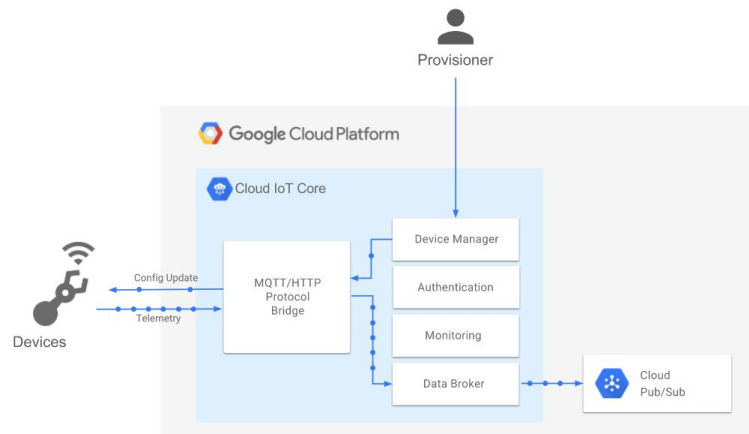 Provisioner
Google Cloud Platform
Cloud IoT Core
Device Manager
Config Update
MQTT/HTTP
Protocol
Bridge
Authentication
Telemetry
Devices
Monitoring
Data Broker
Cloud
Pub/Sub